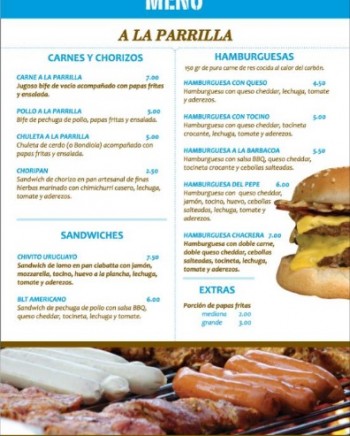 MENÚ
A LA PARRILLA
CARNES Y CHORIZOS
CARNE A LA PARRILLA 7.00
Jugoso bife de vacio acompañado con papas fritas
y ensalada.
POLLO A LA PARRILLA 5.00
Bife de pechuga de pollo, papas fritas y ensalada.
CHULETA A LA PARRILLA 5.00
Chuleta de cerdo (o Bondiola) acompañado con
papas fritas y ensalada.
CHORIPAN 2.50
Sandwich de chorizo en pan artesanal de finas
hierbas marinado con chimichurri casero, lechuga,
tomate y aderezos.
SANDWICHES
CHIVITO URUGUAYO 7.50
Sandwich de lomo en pan ciabatta con jamón,
mozzarella, tocino, huevo a la plancha, lechuga,
tomate y aderezos.
BLT AMERICANO 6.00
Sandwich de pechuga de pollo con salsa BBQ,
queso cheddar, tocineta, lechuga y tomate.
HAMBURGUESAS
150 gr de pura carne de res cocida al calor del carbón.
HAMBURGUESA CON QUESO 4.50
Hamburguesa con queso cheddar, lechuga, tomate
y aderezos.
HAMBURGUESA CON TOCINO 5.00
Hamburguesa con queso cheddar, tocineta
crocante, lechuga, tomate y aderezos.
HAMBURGUESA A LA BARBACOA 5.50
Hamburguesa con salsa BBQ, queso cheddar,
tocineta crocante y cebollas salteadas.
HAMBURGUESA DEL PEPE 6.00
Hamburguesa con queso cheddar,
jamón, tocino, huevo, cebollas
salteadas, lechuga, tomate y
aderezos.
HAMBURGUESA CHACRERA 7.00
Hamburguesa con doble carne,
doble queso cheddar, cebollas
salteadas, tocineta, lechuga,
tomate y aderezos.
EXTRAS
Porción de papas fritas
mediana 2.00
grande 3.00